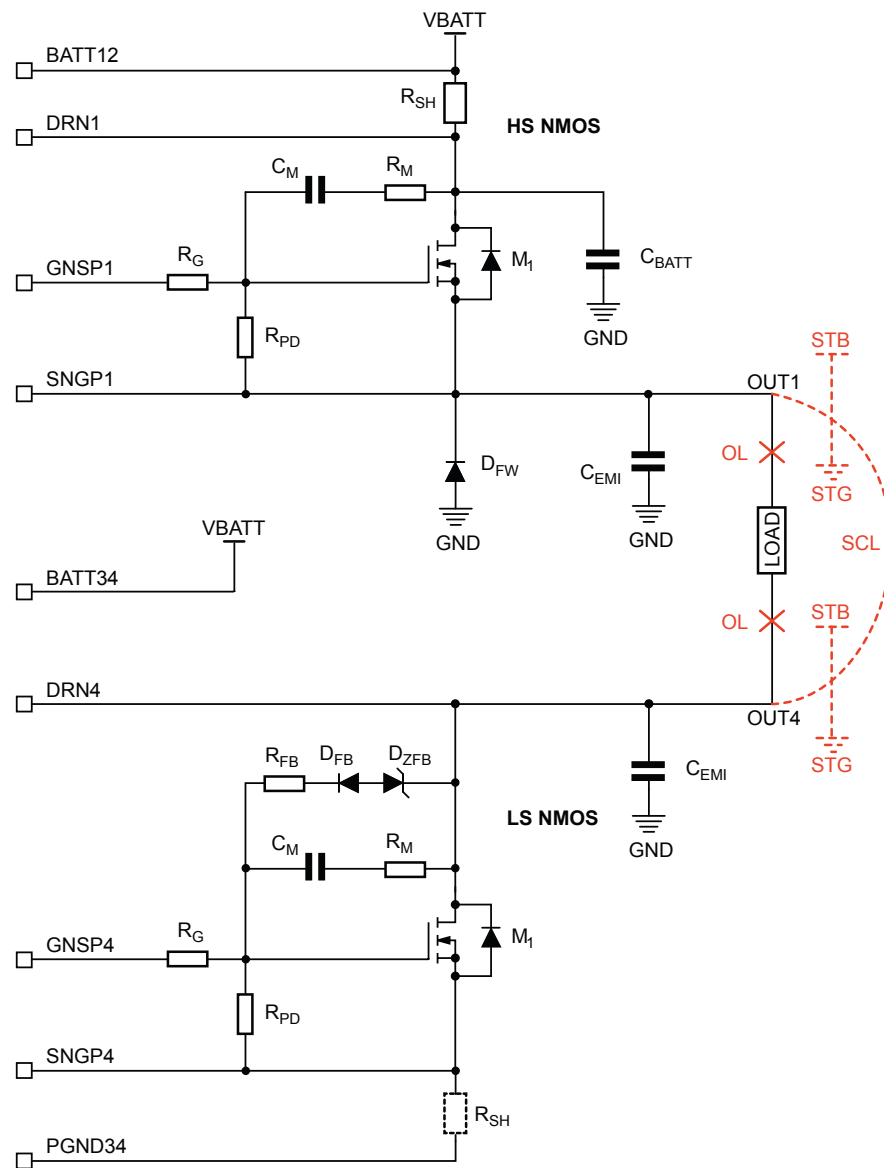 VBATT
BATT12
RSH
DRN1
HS NMOS
CM
RM
RG
GNSP1
M1
CBATT
GND
RPD
STB
SNGP1
OUT1
OL
DFW
CEMI
STG
GND
GND
LOAD
SCL
VBATT
BATT34
STB
OL
DRN4
OUT4
RFB
DFB
DZFB
CEMI
STG
LS NMOS
CM
RM
GND
RG
GNSP4
M1
RPD
SNGP4
RSH
PGND34